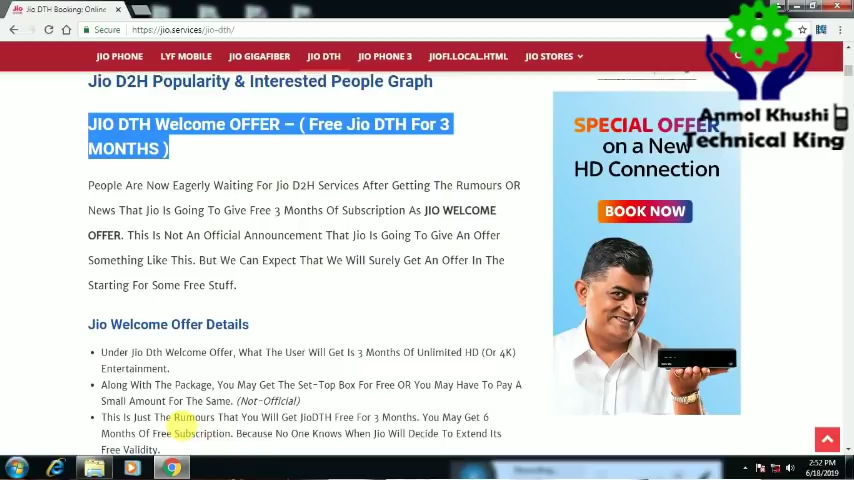 Jio DTH Booking: Online
Secure https://jio.services/jio-dth/
JIO PHONE LYF MOBILE JIO GIGAFIBER JIO DTH JIO PHONE 3 JIOFI.LOCAL.HTML JIO STORES
Jio D2H Popularity & Interested People Graph
JIO DTH Welcome OFFER – ( Free Jio DTH For 3
MONTHS )
People Are Now Eagerly Waiting For Jio D2H Services After Getting The Rumours OR
News That Jio Is Going To Give Free 3 Months Of Subscription As JIO WELCOME
OFFER. This Is Not An Official Announcement That Jio Is Going To Give An Offer
Something Like This. But We Can Expect That We Will Surely Get An Offer In The
Starting For Some Free Stuff.
Jio Welcome Offer Details
Under Jio Dth Welcome Offer, What The User Will Get Is 3 Months Of Unlimited HD (Or 4K)
Entertainment.
Along With The Package, You May Get The Set-Top Box For Free OR You May Have To Pay A
Small Amount For The Same. (Not-Official)
This Is Just The Rumours That You Will Get JioDTH Free For 3 Months. You May Get 6
Months Of Free Subscription. Because No One Knows When Jio Will Decide To Extend Its
Free Validity.
SPECIAL OFFER
on a New
HD Connection
BOOK NOW
Anmol Khushi
Technical King
2:52 PM
6/18/2019